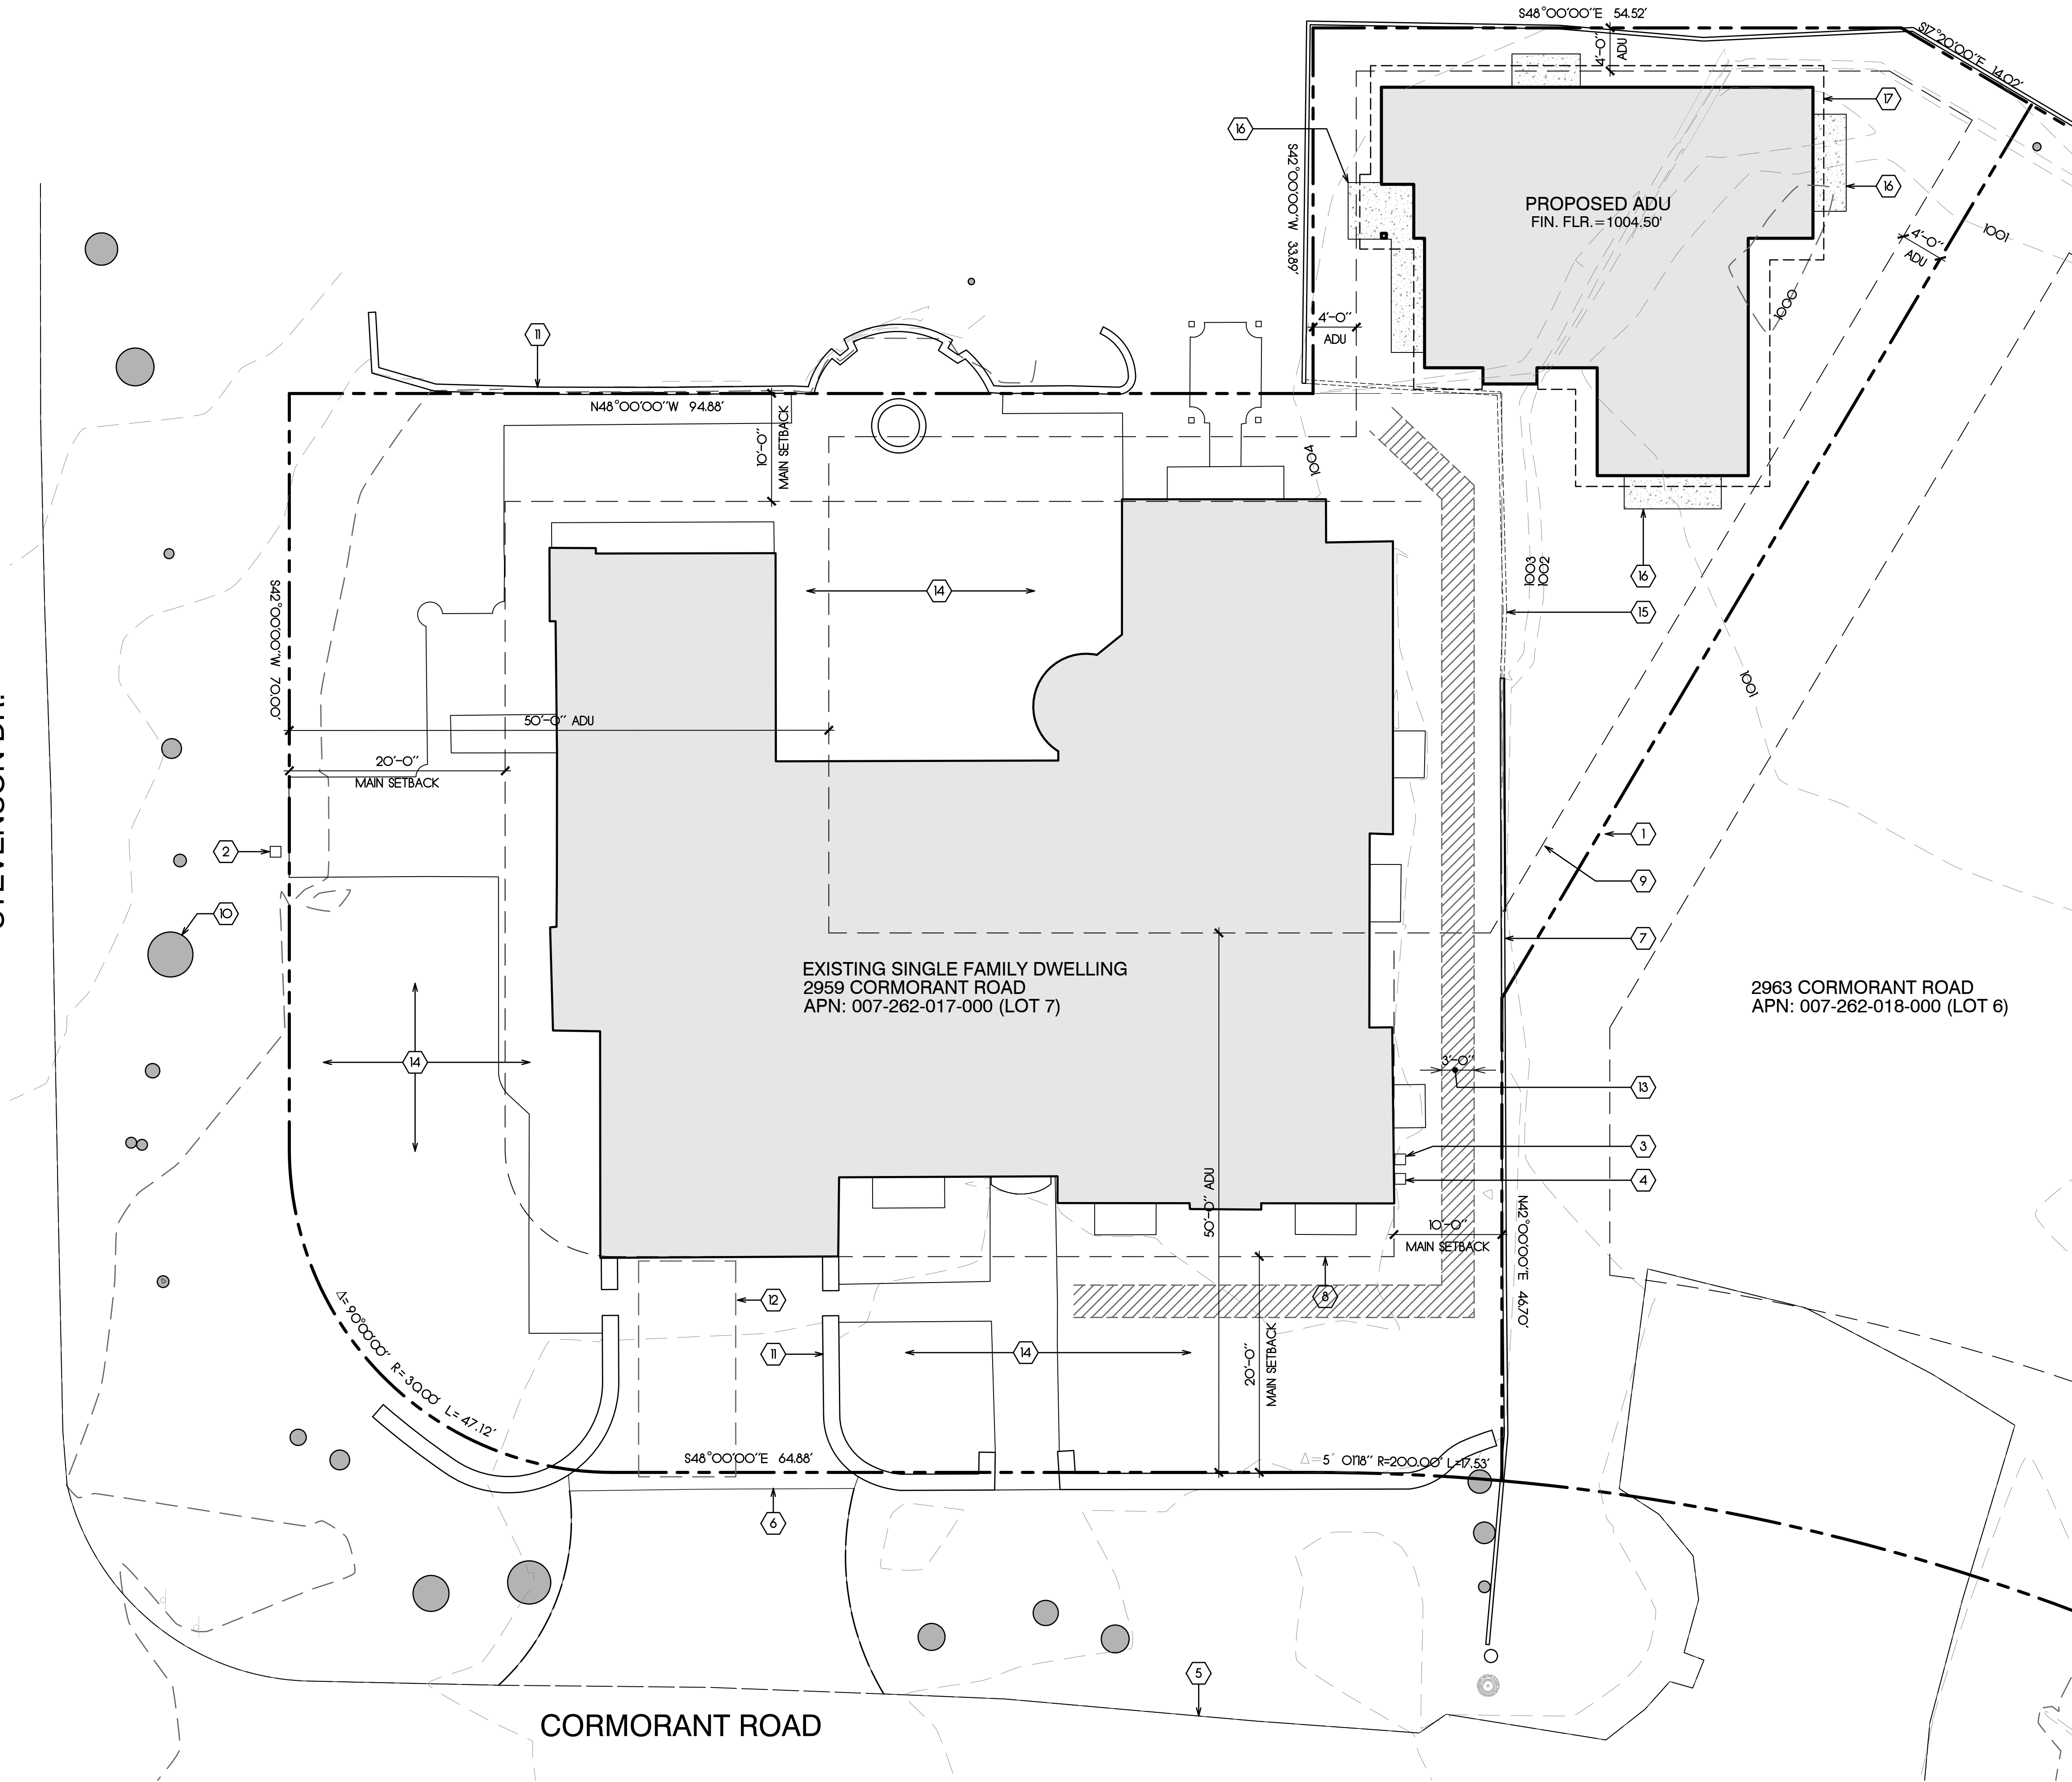 S48°00'00"E 54.52'
S17°20'00"E 14.02'
4'-0"
ADU
17
16
S42°00'00"W 33.89'
PROPOSED ADU
FIN. FLR.=1004.50'
16
1001
4'-0"
ADU
1000
4'-0"
ADU
11
N48°00'00"W 94.88'
10'-0"
MAIN SETBACK
1004
1003
1002
16
14
15
S42°00'00"W 70.00'
1001
50'-0" ADU
20'-0"
MAIN SETBACK
1
2
9
10
7
EXISTING SINGLE FAMILY DWELLING
2959 CORMORANT ROAD
APN: 007-262-017-000 (LOT 7)
2963 CORMORANT ROAD
APN: 007-262-018-000 (LOT 6)
14
3'-0"
13
3
4
50'-0" ADU
10'-0"
MAIN SETBACK
N42°00'00"E 46.70'
8
12
11
14
20'-0"
MAIN SETBACK
Δ=90°00'00" R=30.00' L=47.12'
S48°00'00"E 64.88'
Δ=5° 01'18" R=200.00' L=17.53'
6
5
CORMORANT ROAD